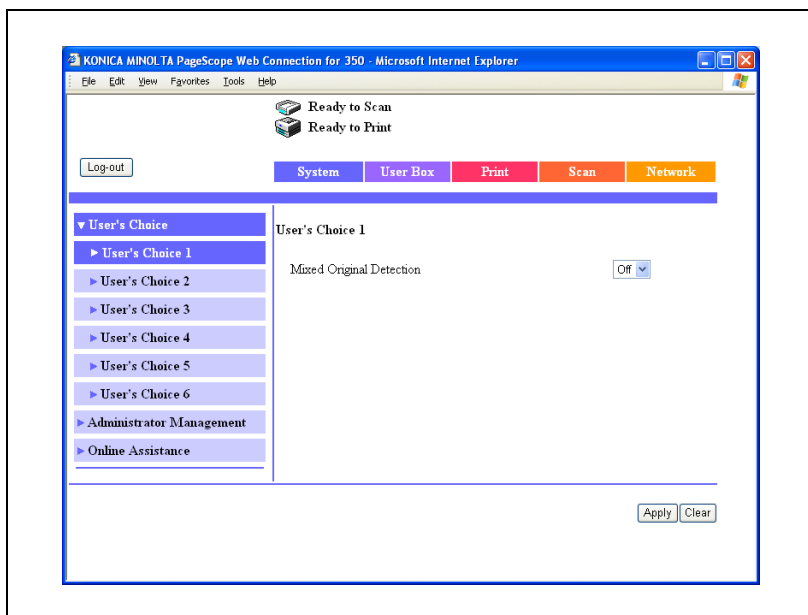 KONICA MINOLTA PageScope Web Connection for 350 - Microsoft Internet Explorer
File Edit View Favorites Tools Help
Ready to Scan
Ready to Print
Log-out
System User Box Print Scan Network
▼ User's Choice
► User's Choice 1
► User's Choice 2
► User's Choice 3
► User's Choice 4
► User's Choice 5
► User's Choice 6
► Administrator Management
► Online Assistance
User's Choice 1
Mixed Original Detection Off
Apply Clear